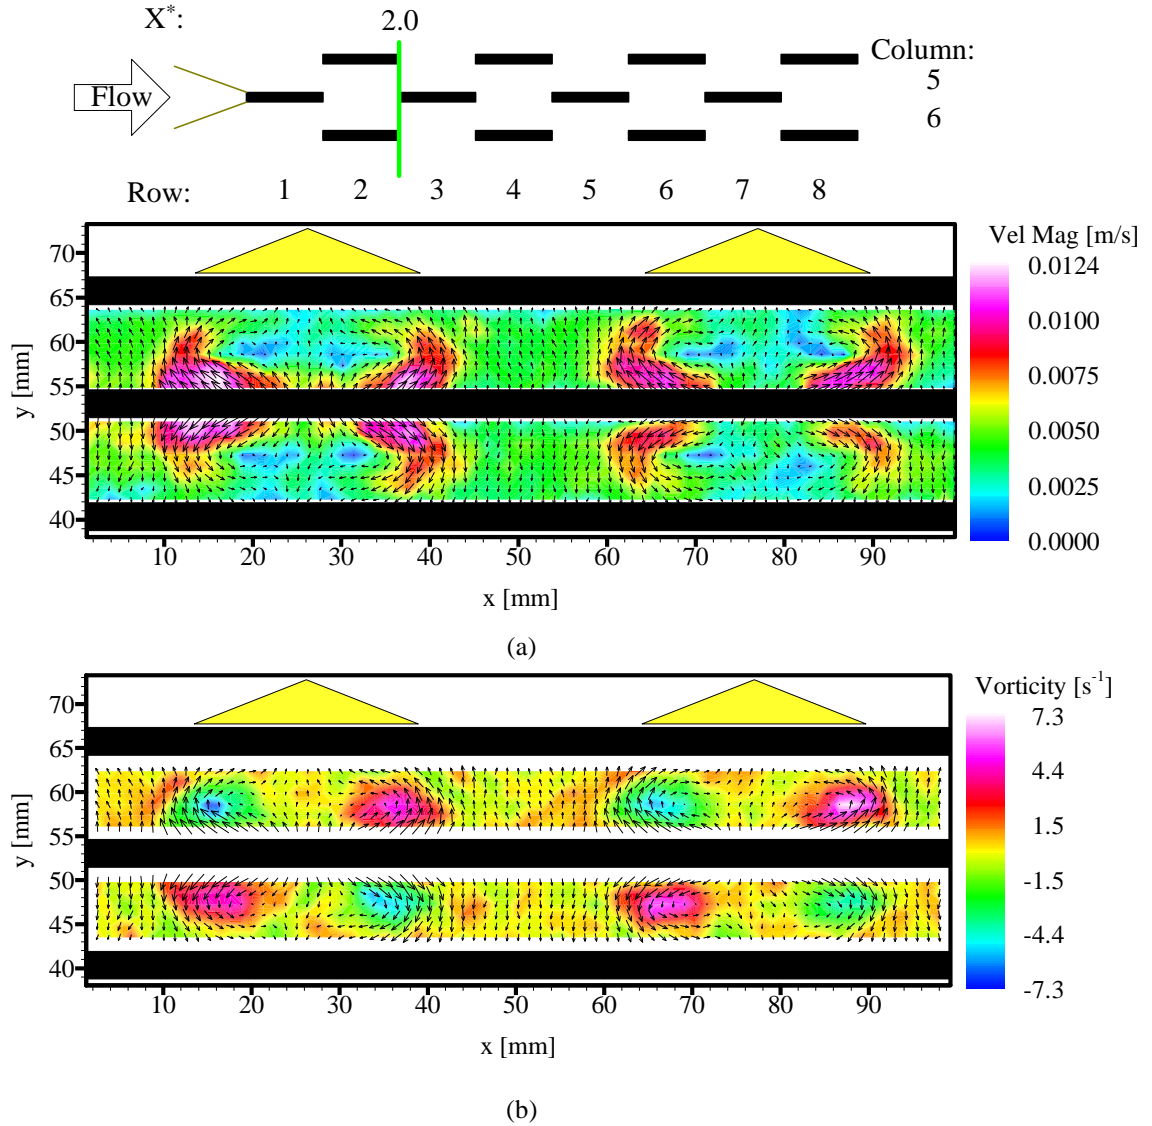 X*: 2.0
Column:
5
Flow
6
Row: 1 2 3 4 5 6 7 8
Vel Mag [m/s]
70
65
60
55
50
45
40
y [mm]
0.0124
0.0100
0.0075
0.0050
0.0025
0.0000
10 20 30 40 50 60 70 80 90
x [mm]
(a)
Vorticity [s-1]
70
65
60
55
50
45
40
y [mm]
7.3
4.4
1.5
-1.5
-4.4
-7.3
10 20 30 40 50 60 70 80 90
x [mm]
(b)